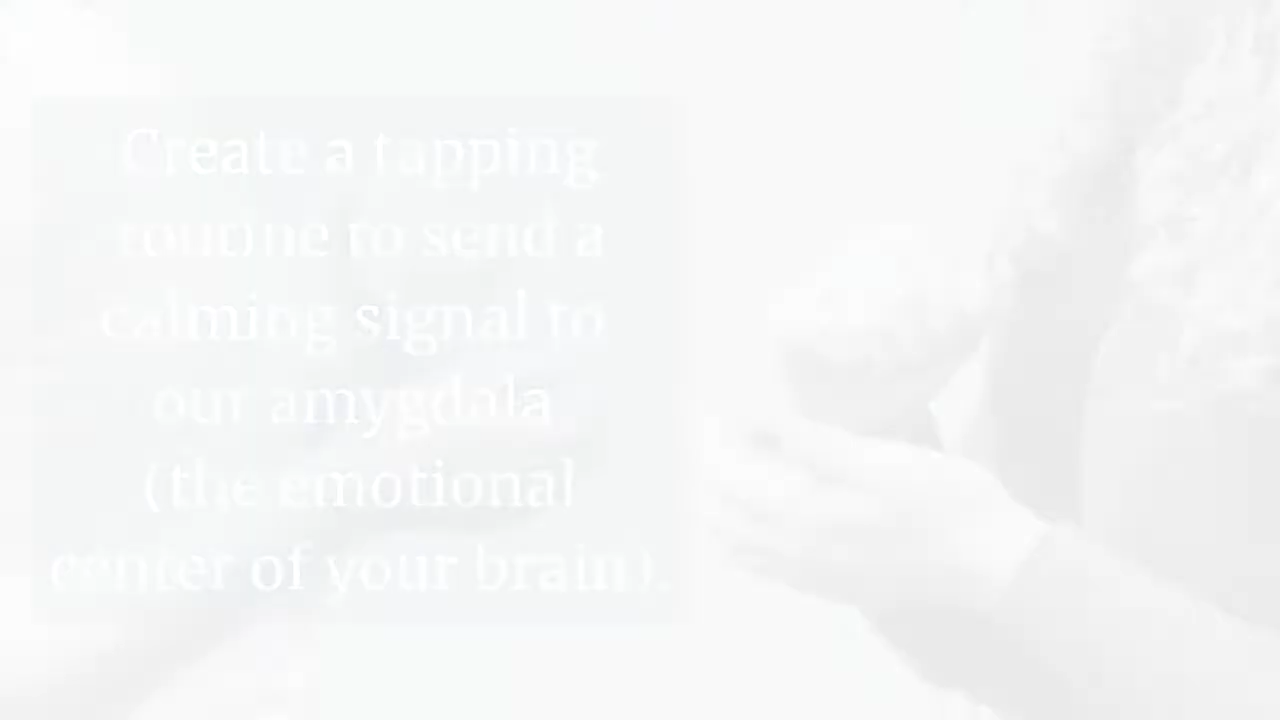 Create a tapping
routine to send a
calming signal to
our amygdala
(the emotional
center of your brain).